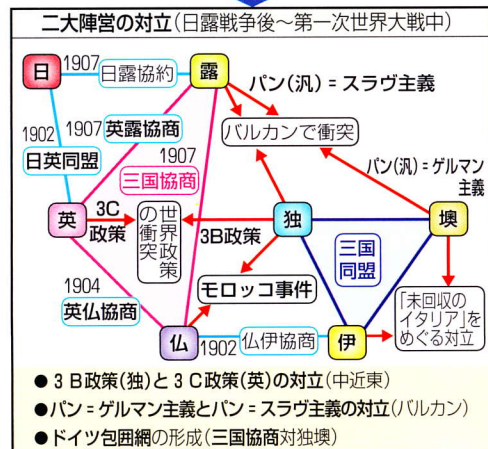 二大陣営の対立(日露戦争後〜第一次世界大戦中)
日
1907
日露協約
露
パン(汎)=スラヴ主義
1902
日英同盟
1907
英露協商
バルカンで衝突
1907
三国協商
パン(汎)=ゲルマン
主義
英
3C
政策
世界政策
の衝突
3B政策
独
墺
三国
同盟
1904
英仏協商
モロッコ事件
「未回収の
イタリア」を
めぐる対立
仏
1902
仏伊協商
伊
●3B政策(独)と3C政策(英)の対立(中近東)
●パン=ゲルマン主義とパン=スラヴ主義の対立(バルカン)
●ドイツ包囲網の形成(三国協商対独墺)